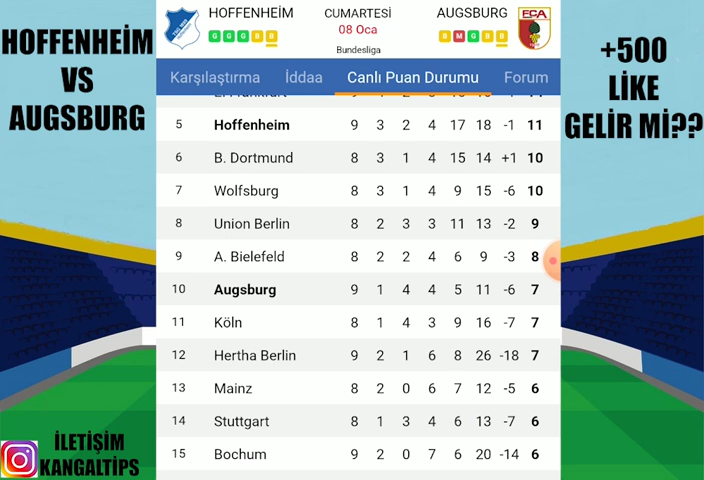 HOFFENHEİM
VS
AUGSBURG
HOFFENHEİM
G G G B B
CUMARTESİ
08 Oca
Bundesliga
AUGSBURG
B M G B B
FCA
+500
LİKE
GELİR Mİ??
Karşılaştırma İddaa Canlı Puan Durumu Forum
5 Hoffenheim 9 3 2 4 17 18 -1 11
6 B. Dortmund 8 3 1 4 15 14 +1 10
7 Wolfsburg 8 3 1 4 9 15 -6 10
8 Union Berlin 8 2 3 3 11 13 -2 9
9 A. Bielefeld 8 2 2 4 6 9 -3 8
10 Augsburg 9 1 4 4 5 11 -6 7
11 Köln 8 1 4 3 9 16 -7 7
12 Hertha Berlin 9 2 1 6 8 26 -18 7
13 Mainz 8 2 0 6 7 12 -5 6
14 Stuttgart 8 1 3 4 6 13 -7 6
15 Bochum 9 2 0 7 6 20 -14 6
İLETİŞİM
KANGALTİPS